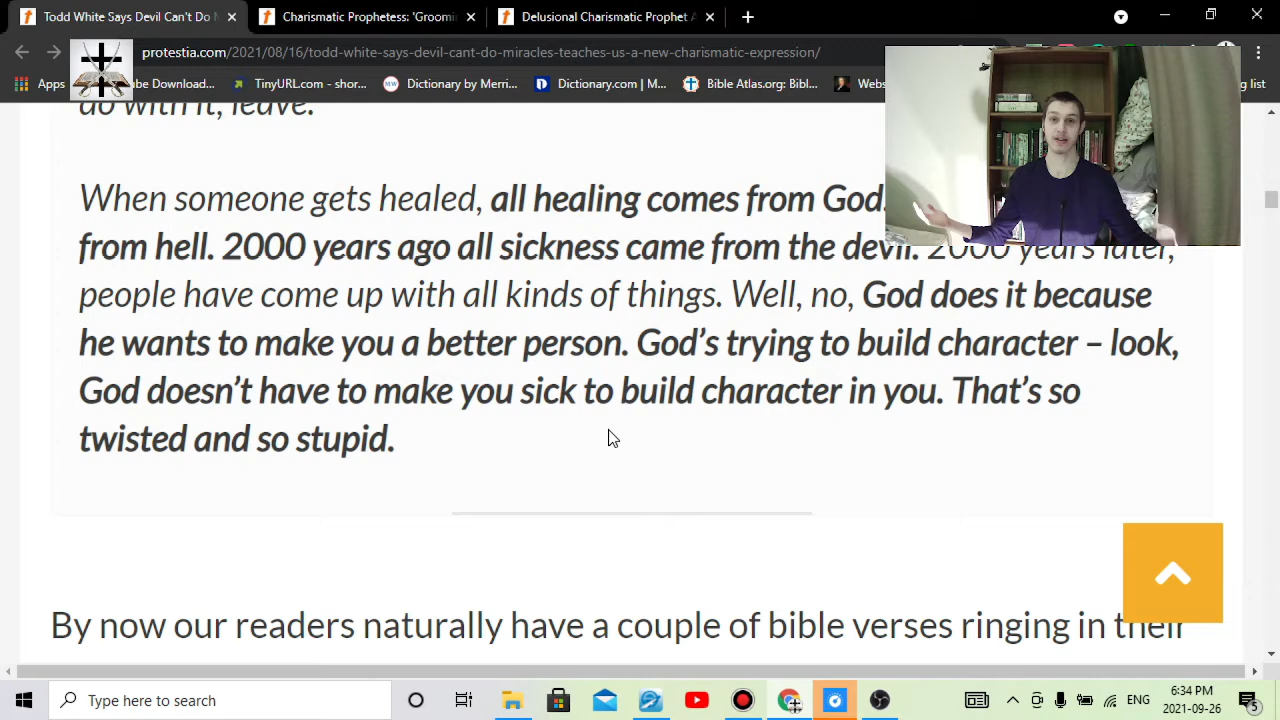 Todd White Says Devil Can't Do M
Charismatic Prophetess: 'Groomin
Delusional Charismatic Prophet A
protestia.com/2021/08/16/todd-white-says-devil-cant-do-miracles-teaches-us-a-new-charismatic-expression/
Apps
be Download...
TinyURL.com - shor...
Dictionary by Merri...
Dictionary.com | M...
Bible Atlas.org: Bibl...
Webs
ng list
do with it, leave.
When someone gets healed, all healing comes from God.
from hell. 2000 years ago all sickness came from the devil. 2000 years later,
people have come up with all kinds of things. Well, no, God does it because
he wants to make you a better person. God’s trying to build character – look,
God doesn’t have to make you sick to build character in you. That’s so
twisted and so stupid.
By now our readers naturally have a couple of bible verses ringing in their
Type here to search
ENG
6:34 PM
2021-09-26
5